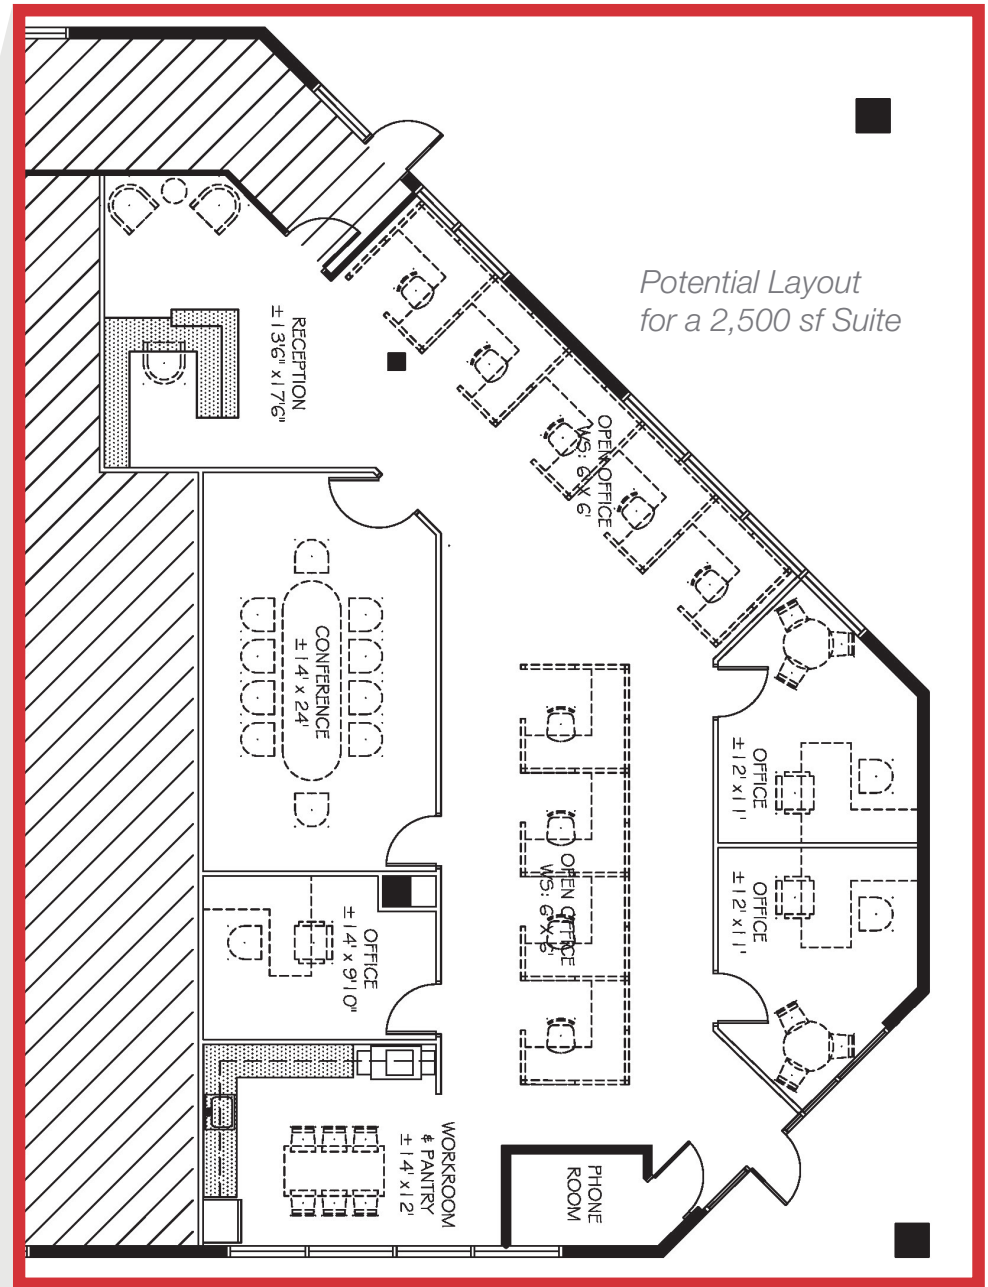 Potential Layout
for a 2,500 sf Suite
RECEPTION
±13'6" x 17'6"
OPEN OFFICE
WS: 6' X 6'
CONFERENCE
±14' x 24'
OFFICE
±12' x 11'
OFFICE
±12' x 11'
OPEN OFFICE
WS: 6' X 6'
OFFICE
±14' x 9'10"
WORKROOM
& PANTRY
±14' x 12'
PHONE
ROOM